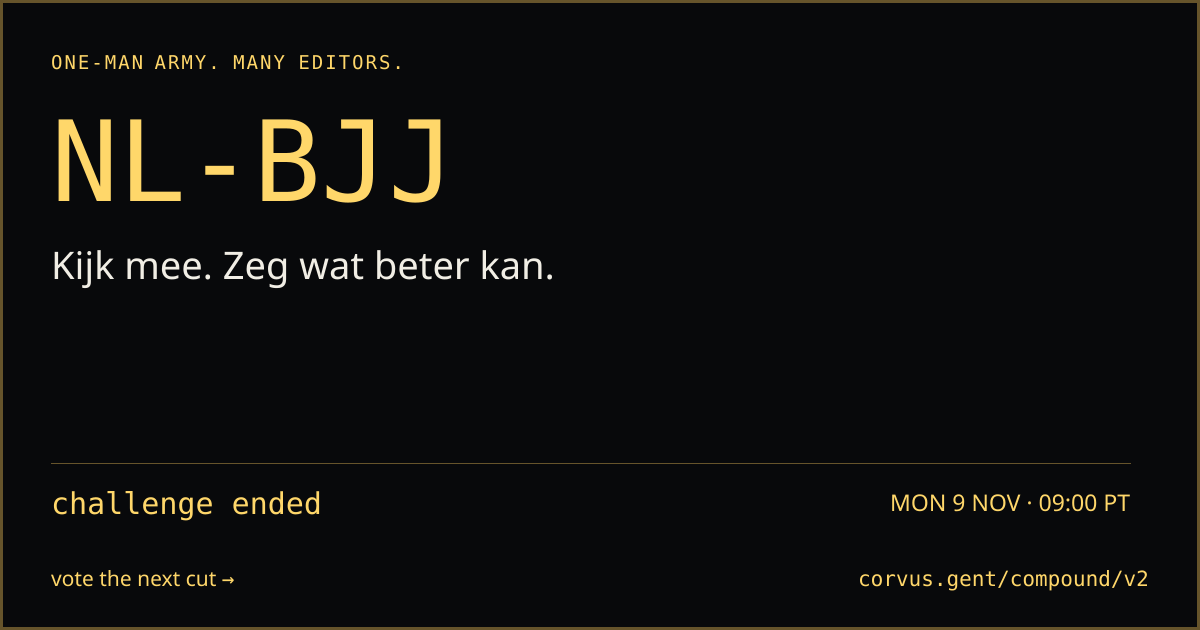 ONE-MAN ARMY. MANY EDITORS.
NL-BJJ
Kijk mee. Zeg wat beter kan.
challenge ended
MON 9 NOV · 09:00 PT
vote the next cut →
corvus.gent/compound/v2